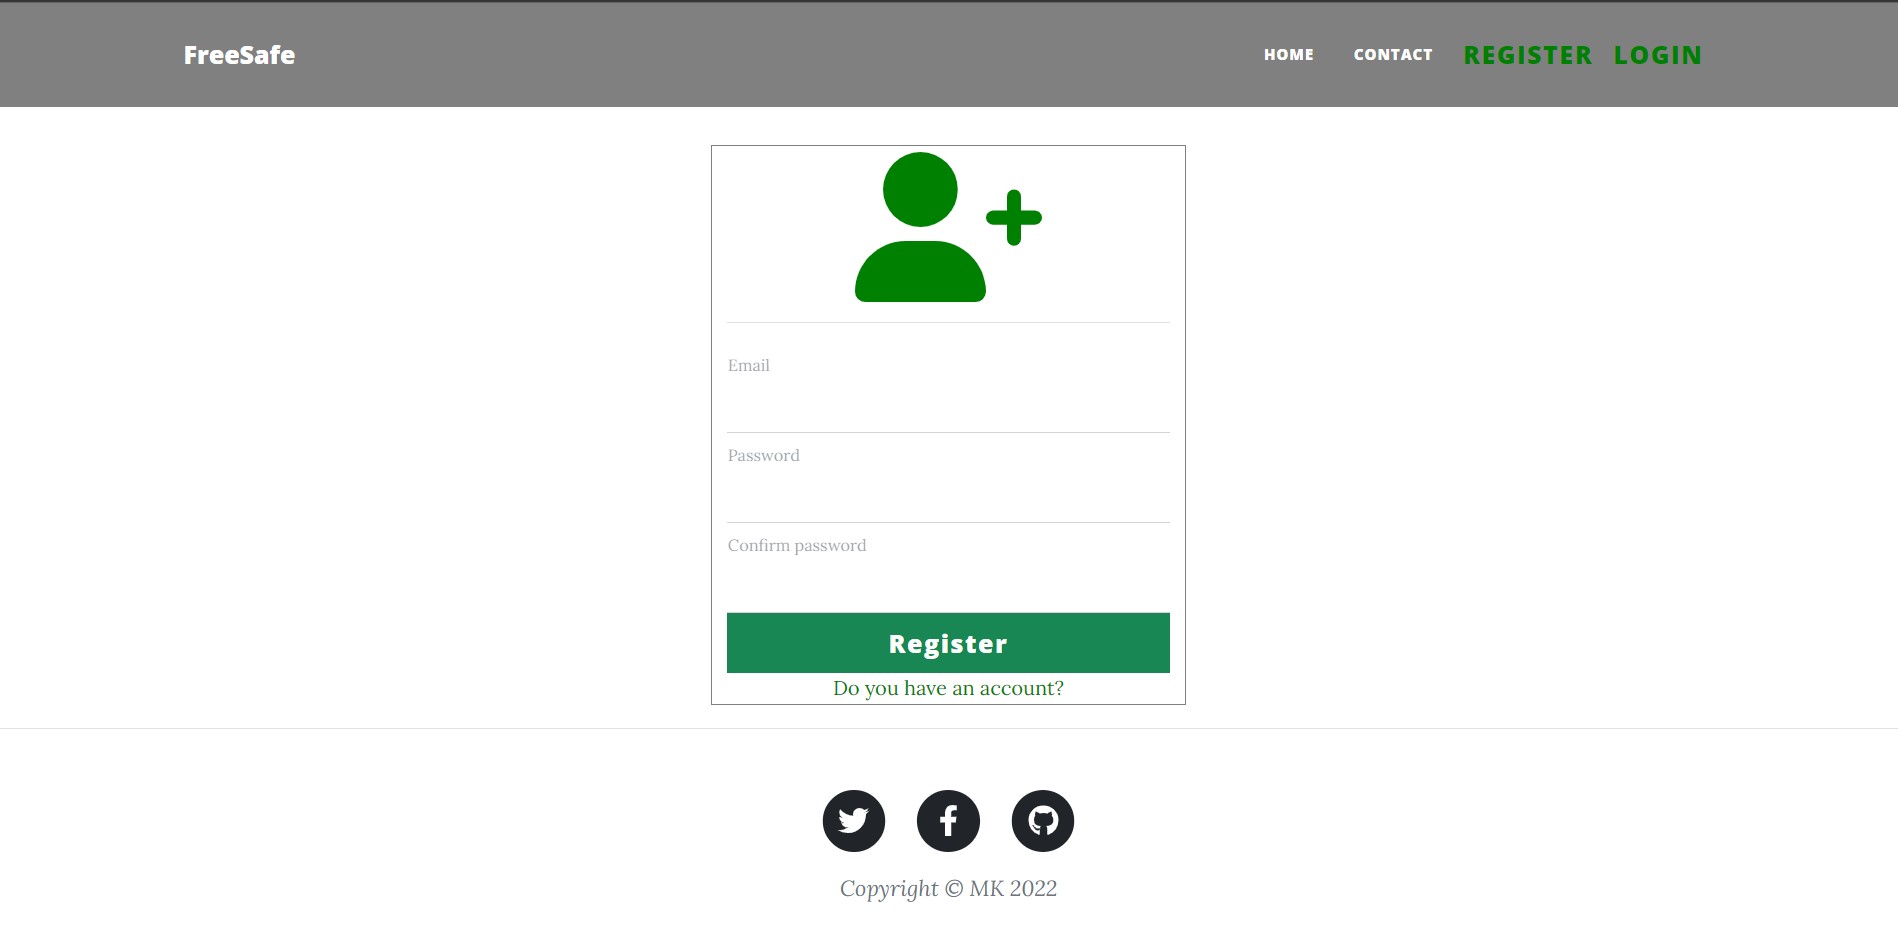 FreeSafe HOME CONTACT REGISTER LOGIN
Email
Password
Confirm password
Register
Do you have an account?
Copyright © MK 2022